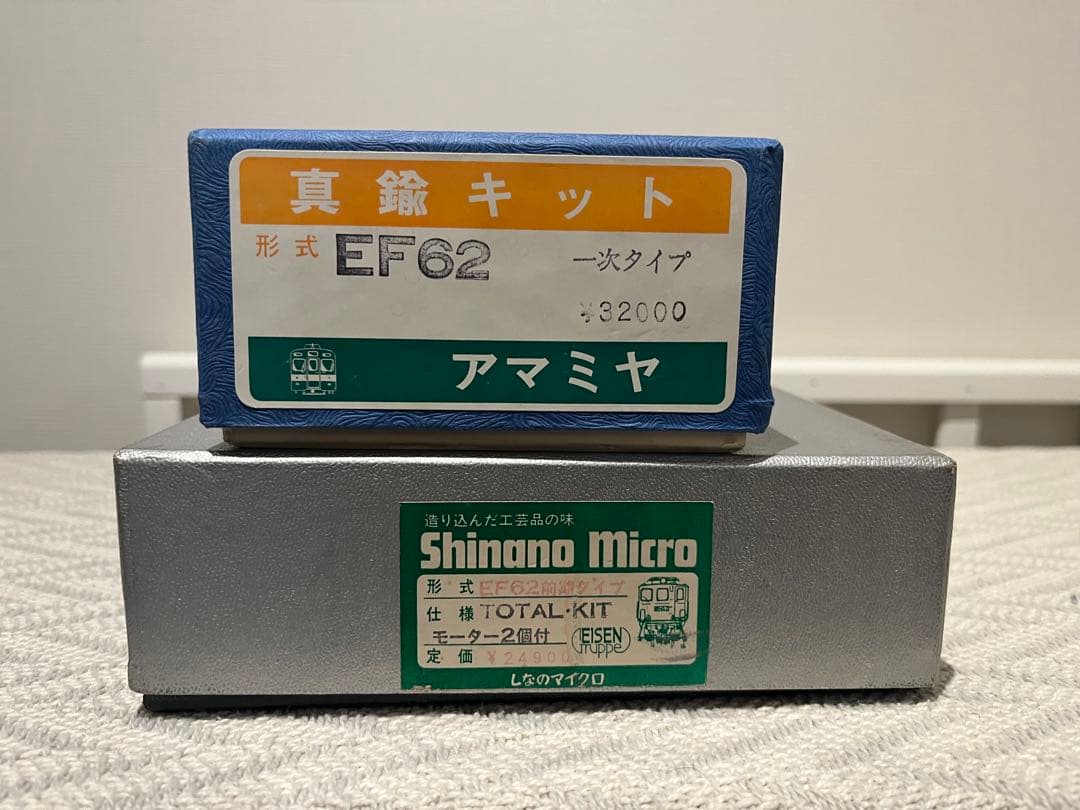 真鍮キット
形式 EF62 一次タイプ
¥32000
アマミヤ
造り込んだ工芸品の味
Shinano Micro
形式 EF62前期タイプ
仕様 TOTAL・KIT
モーター2個付
EISEN
gruppe
定価 ¥24900
しなのマイクロ